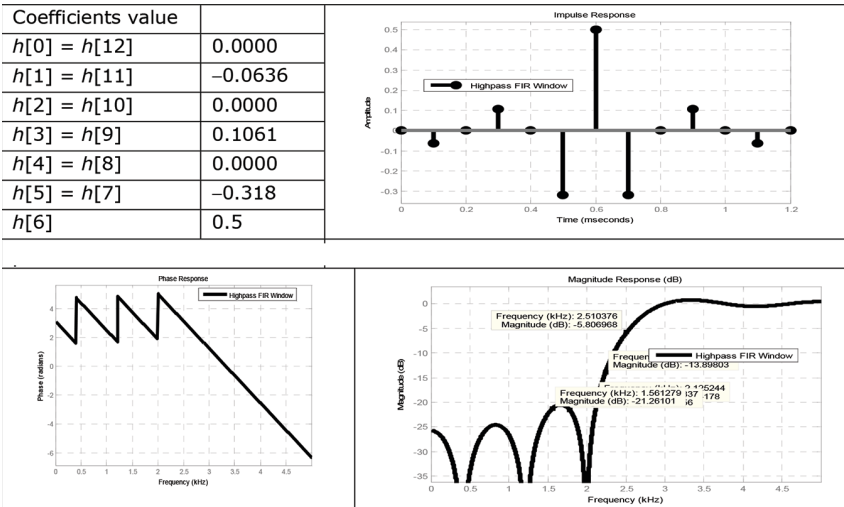 Coefficients value
h[0] = h[12] 0.0000
h[1] = h[11] −0.0636
h[2] = h[10] 0.0000
h[3] = h[9] 0.1061
h[4] = h[8] 0.0000
h[5] = h[7] −0.318
h[6] 0.5
Impulse Response
0.5
0.4
0.3
0.2
0.1
0
-0.1
-0.2
-0.3
Amplitude
Highpass FIR Window
0 0.2 0.4 0.6 0.8 1 1.2
Time (mseconds)
Phase Response
4
2
0
-2
-4
-6
Phase (radians)
Highpass FIR Window
0 0.5 1 1.5 2 2.5 3 3.5 4 4.5
Frequency (kHz)
Magnitude Response (dB)
0
-5
-10
-15
-20
-25
-30
-35
Magnitude (dB)
Frequency (kHz): 2.510376
Magnitude (dB): -5.806968
Highpass FIR Window
Magnitude (dB): -13.89803
Frequency (kHz): 1.561279
Magnitude (dB): -21.26101
0 0.5 1 1.5 2 2.5 3 3.5 4 4.5
Frequency (kHz)